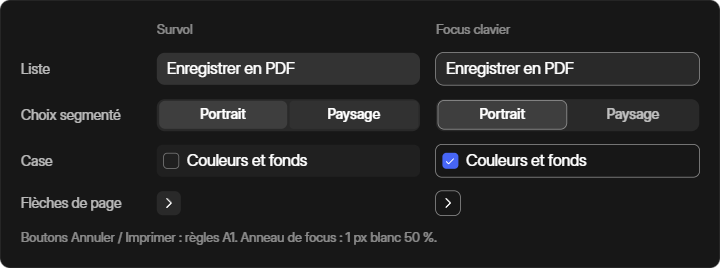 Survol Focus clavier
Liste Enregistrer en PDF Enregistrer en PDF
Choix segmenté Portrait Paysage Portrait Paysage
Case Couleurs et fonds Couleurs et fonds
Flèches de page
Boutons Annuler / Imprimer : règles A1. Anneau de focus : 1 px blanc 50 %.